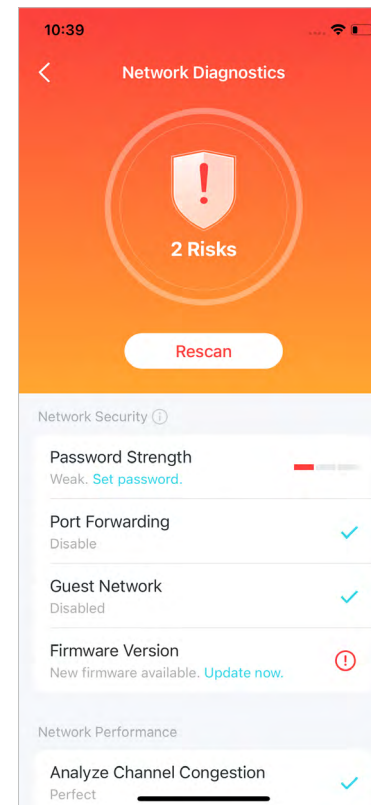 10:39
Network Diagnostics
!
2 Risks
Rescan
Network Security
Password Strength
Weak. Set password.
Port Forwarding
Disable
Guest Network
Disabled
Firmware Version
New firmware available. Update now.
Network Performance
Analyze Channel Congestion
Perfect